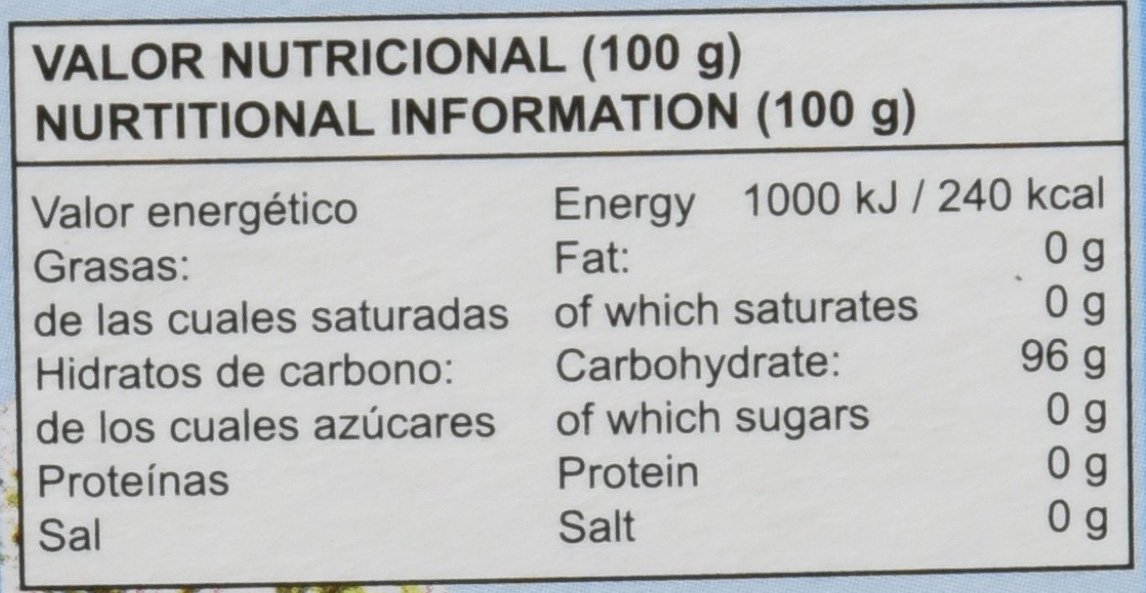 VALOR NUTRICIONAL (100 g)
NURTITIONAL INFORMATION (100 g)
Valor energético Energy 1000 kJ / 240 kcal
Grasas: Fat: 0 g
de las cuales saturadas of which saturates 0 g
Hidratos de carbono: Carbohydrate: 96 g
de los cuales azúcares of which sugars 0 g
Proteínas Protein 0 g
Sal Salt 0 g